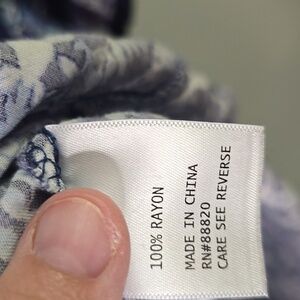 100% RAYON
MADE IN CHINA
RN#88820
CARE SEE REVERSE